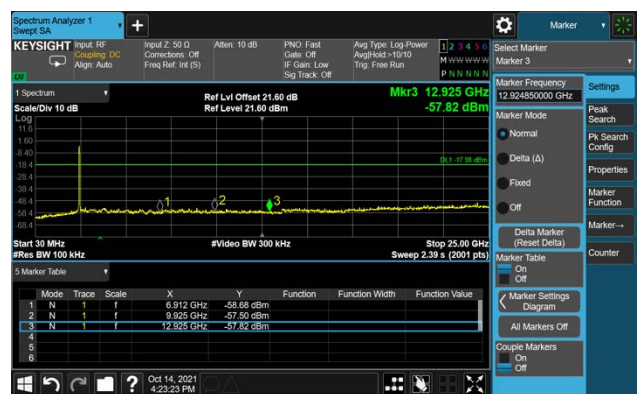 Spectrum Analyzer 1
Swept SA
+
Marker
KEYSIGHT
Input: RF
Coupling: DC
Align: Auto
Input Z: 50 Ω
Corrections: Off
Freq Ref: Int (S)
Atten: 10 dB
PNO: Fast
Gate: Off
IF Gain: Low
Sig Track: Off
Avg Type: Log-Power
Avg|Hold:>10/10
Trig: Free Run
1 2 3 4 5 6
M W W W W W
P N N N N N
LXI
Select Marker
Marker 3
1 Spectrum
Scale/Div 10 dB
Log
Ref Lvl Offset 21.60 dB
Ref Level 21.60 dBm
Mkr3 12.925 GHz
-57.82 dBm
11.6
1.60
-8.40
-18.4
-28.4
-38.4
-48.4
-58.4
-68.4
DL1 -17.98 dBm
1
2
3
Start 30 MHz
#Res BW 100 kHz
#Video BW 300 kHz
Stop 25.00 GHz
Sweep 2.39 s (2001 pts)
5 Marker Table
Mode Trace Scale X Y Function Function Width Function Value
1 N 1 f 6.912 GHz -58.68 dBm
2 N 1 f 9.925 GHz -57.50 dBm
3 N 1 f 12.925 GHz -57.82 dBm
4
5
6
Marker Frequency
12.924850000 GHz
Marker Mode
Normal
Delta (Δ)
Fixed
Off
Delta Marker
(Reset Delta)
Marker Table
On
Off
Marker Settings
Diagram
All Markers Off
Couple Markers
On
Off
Settings
Peak
Search
Pk Search
Config
Properties
Marker
Function
Marker→
Counter
?
Oct 14, 2021
4:23:23 PM